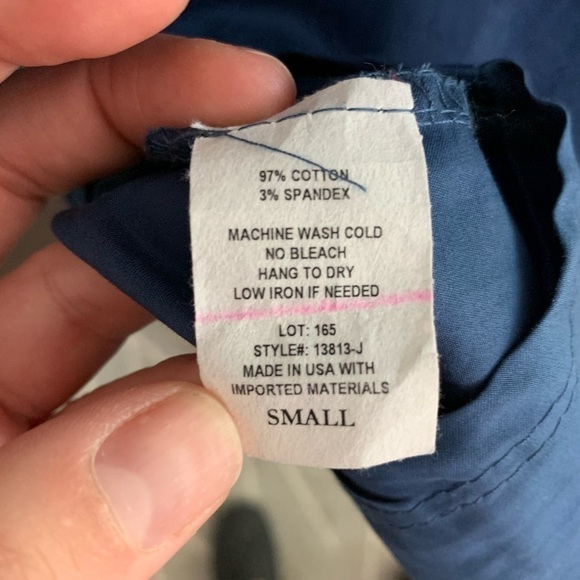 97% COTTON
3% SPANDEX
MACHINE WASH COLD
NO BLEACH
HANG TO DRY
LOW IRON IF NEEDED
LOT: 165
STYLE#: 13813-J
MADE IN USA WITH
IMPORTED MATERIALS
SMALL